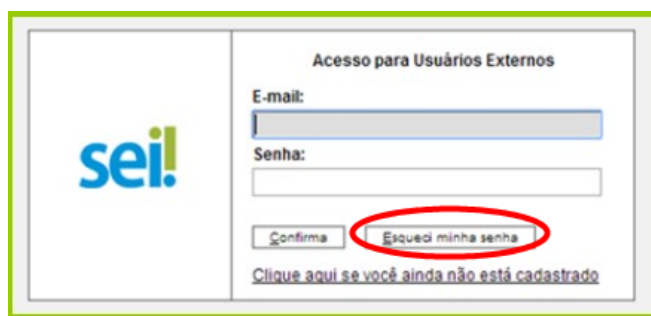 sei!
Acesso para Usuários Externos
E-mail:
Senha:
Confirma
Esqueci minha senha
Clique aqui se você ainda não está cadastrado